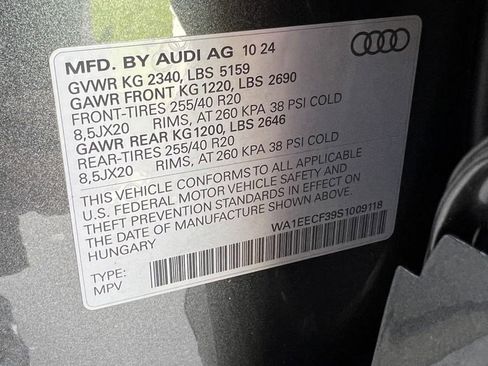 MFD. BY AUDI AG 10 24
GVWR KG 2340, LBS 5159
GAWR FRONT KG 1220, LBS 2690
FRONT-TIRES 255/40 R20
8,5JX20 RIMS, AT 260 KPA 38 PSI COLD
GAWR REAR KG 1200, LBS 2646
REAR-TIRES 255/40 R20
8,5JX20 RIMS, AT 260 KPA 38 PSI COLD
THIS VEHICLE CONFORMS TO ALL APPLICABLE
U.S. FEDERAL MOTOR VEHICLE SAFETY AND
THEFT PREVENTION STANDARDS IN EFFECT ON
THE DATE OF MANUFACTURE SHOWN ABOVE.
HUNGARY
WA1EECF39S1009118
TYPE:
MPV